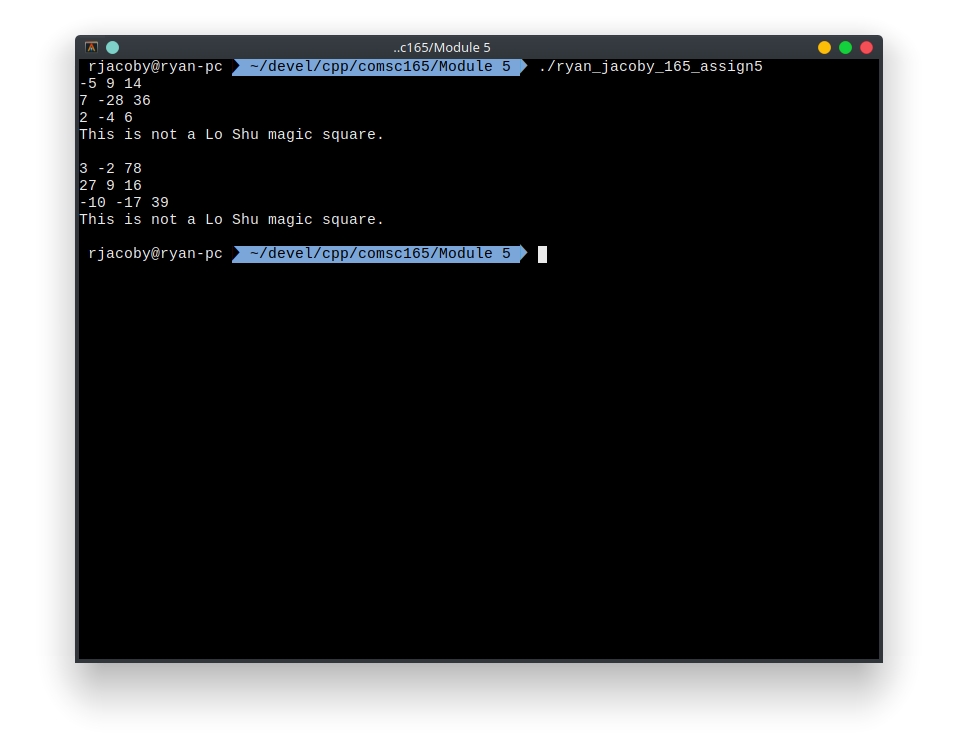 ..c165/Module 5
rjacoby@ryan-pc ~/devel/cpp/comsc165/Module 5 ./ryan_jacoby_165_assign5
-5 9 14
7 -28 36
2 -4 6
This is not a Lo Shu magic square.
3 -2 78
27 9 16
-10 -17 39
This is not a Lo Shu magic square.
rjacoby@ryan-pc ~/devel/cpp/comsc165/Module 5